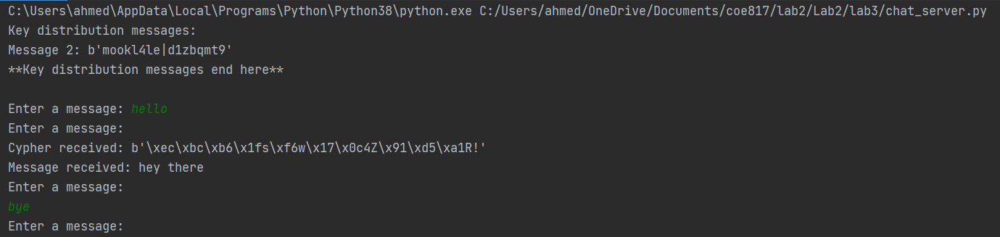 C:\Users\ahmed\AppData\Local\Programs\Python\Python38\python.exe C:/Users/ahmed/OneDrive/Documents/coe817/lab2/Lab2/lab3/chat_server.py
Key distribution messages:
Message 2: b'mookl4le|d1zbqmt9'
**Key distribution messages end here**
Enter a message: hello
Enter a message:
Cypher received: b'\xec\xbc\xb6\x1fs\xf6w\x17\x0c4Z\x91\xd5\xa1R!'
Message received: hey there
Enter a message:
bye
Enter a message: